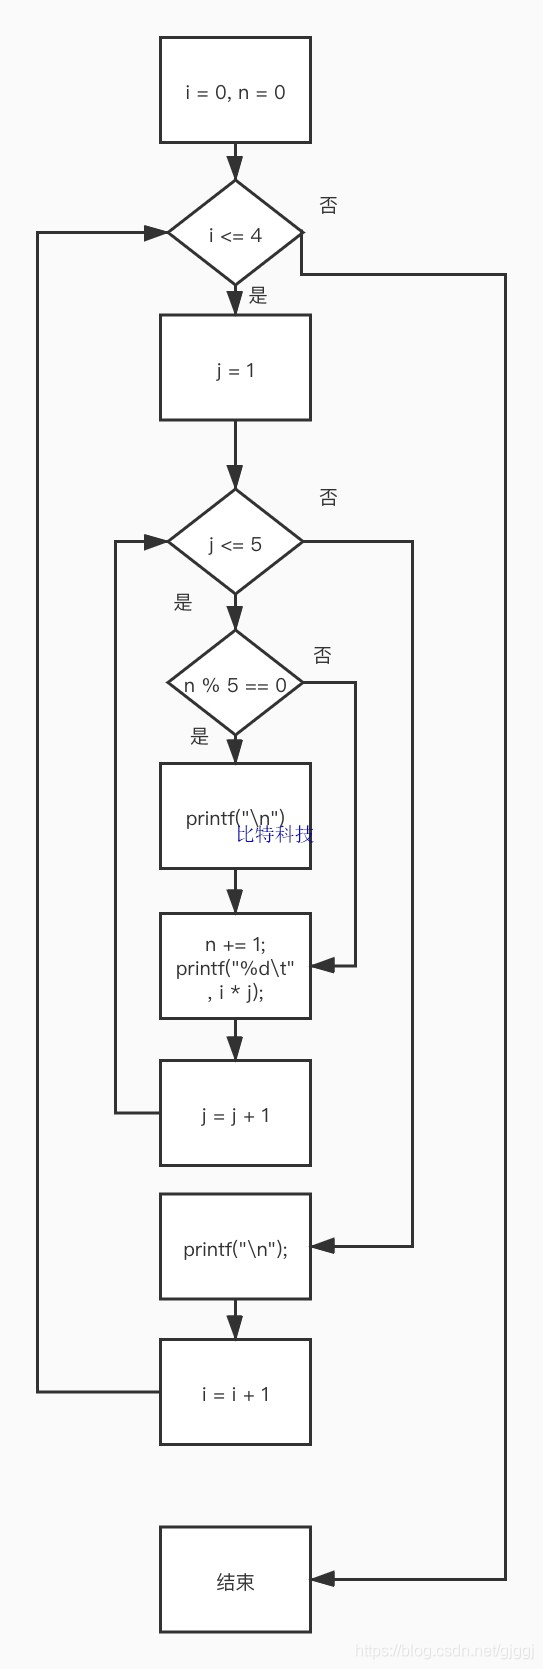 i = 0, n = 0
否
i <= 4
是
j = 1
否
j <= 5
是
否
n % 5 == 0
是
printf("\n")
比特科技
n += 1;
printf("%d\t"
, i * j);
j = j + 1
printf("\n");
i = i + 1
结束
https://blog.csdn.net/gjggj